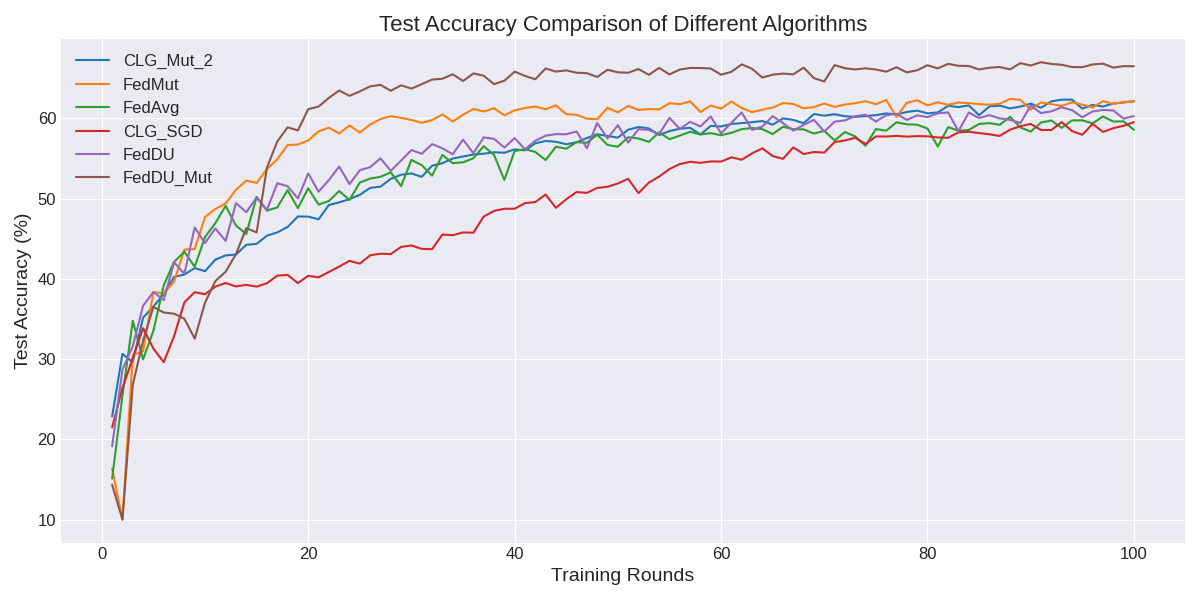 Test Accuracy Comparison of Different Algorithms
CLG_Mut_2
FedMut
FedAvg
CLG_SGD
FedDU
FedDU_Mut
Test Accuracy (%)
60
50
40
30
20
10
0
20
40
60
80
100
Training Rounds